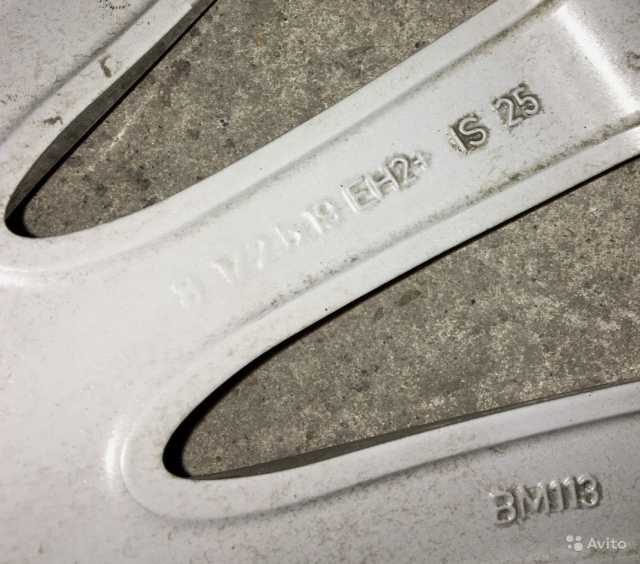 8 1/2 J x 19 EH2+ IS 25
BM113
Avito